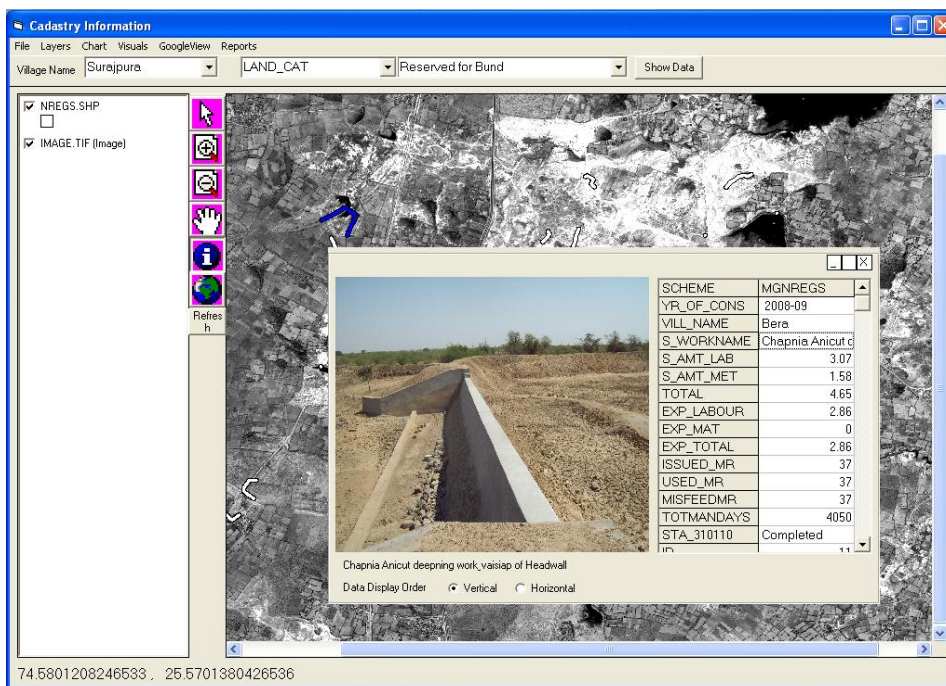 Cadastry Information
File Layers Chart Visuals GoogleView Reports
Village Name Surajpura LAND_CAT Reserved for Bund Show Data
NREGS.SHP
IMAGE.TIF (Image)
Refres
h
SCHEME MGNREGS
YR_OF_CONS 2008-09
VILL_NAME Bera
S_WORKNAME Chapnia Anicut d
S_AMT_LAB 3.07
S_AMT_MET 1.58
TOTAL 4.65
EXP_LABOUR 2.86
EXP_MAT 0
EXP_TOTAL 2.86
ISSUED_MR 37
USED_MR 37
MISFEEDMR 37
TOTMANDAYS 4050
STA_310110 Completed
ID 11
Chapnia Anicut deepning work_vaisiap of Headwall
Data Display Order Vertical Horizontal
74.5801208246533 , 25.5701380426536